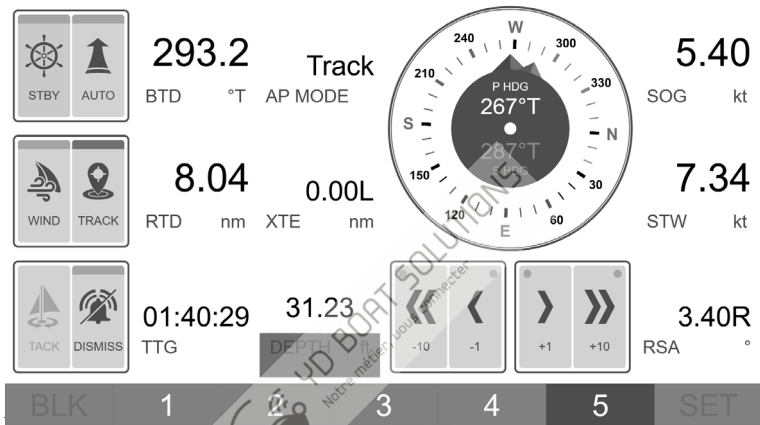 STBY
AUTO
293.2
BTD °T
Track
AP MODE
W
240
300
210
330
P HDG
267°T
S
N
287°T
S HDG
150
30
120
60
E
5.40
SOG kt
WIND
TRACK
8.04
RTD nm
0.00L
XTE nm
7.34
STW kt
TACK
DISMISS
01:40:29
TTG
31.23
DEPTH ft
-10
-1
+1
+10
3.40R
RSA °
YD BOAT SOLUTIONS
Notre métier, vous connecter
BLK 1 2 3 4 5 SET